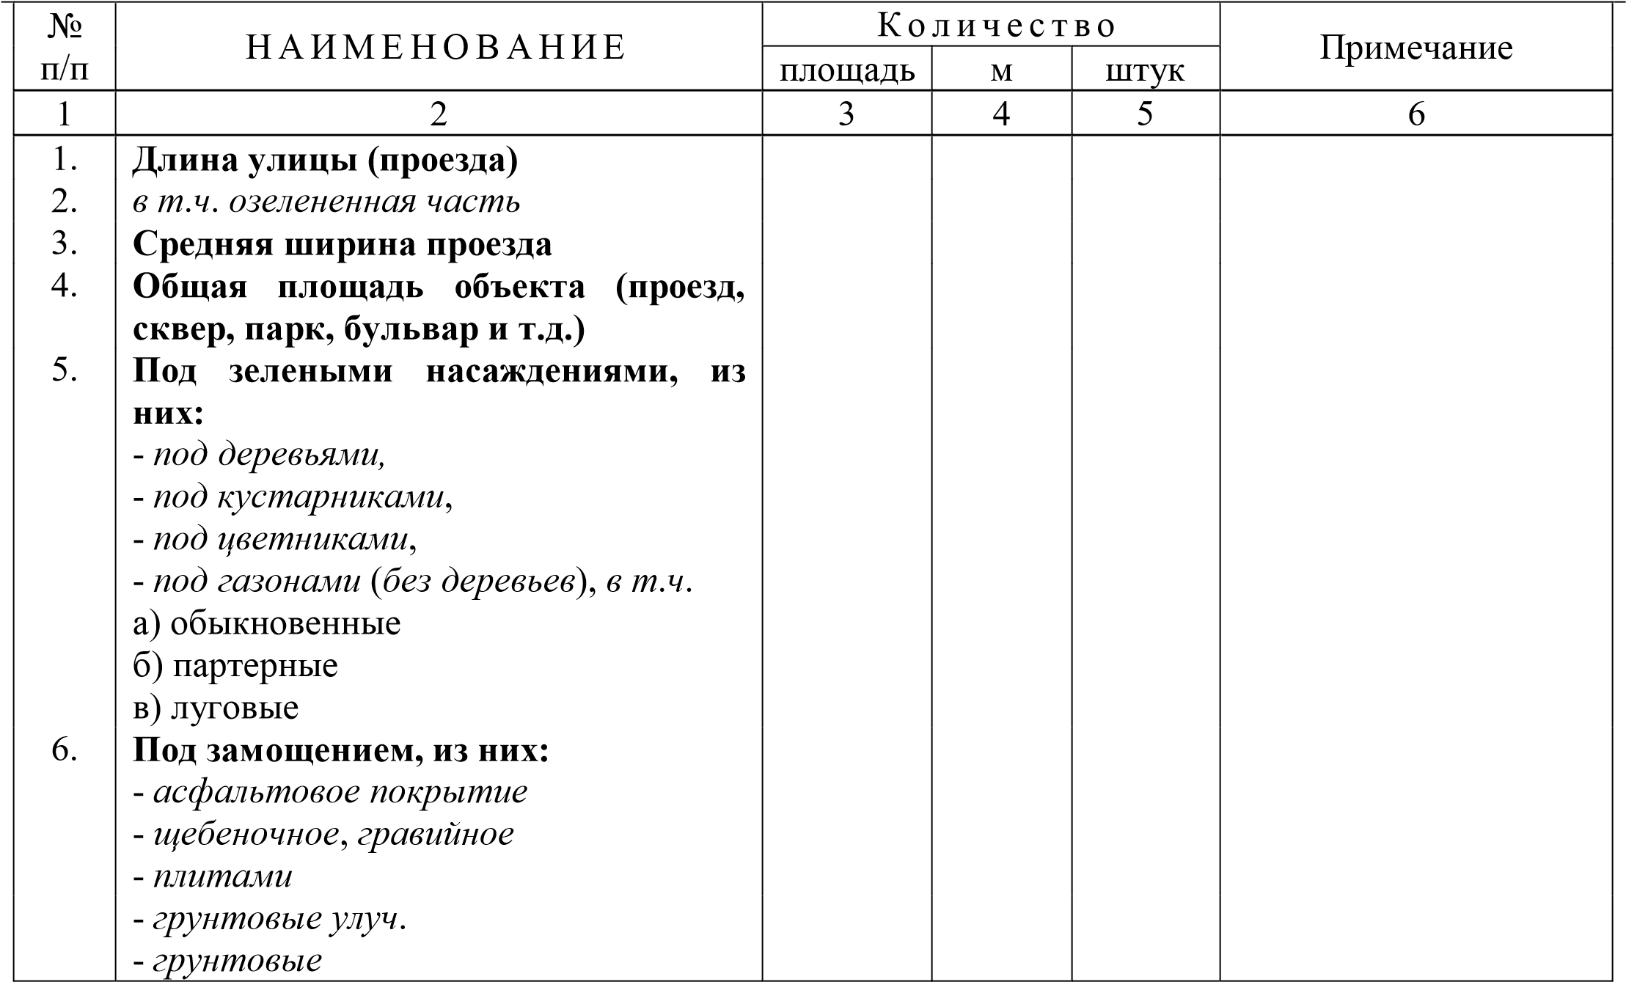 № п/п НАИМЕНОВАНИЕ Количество Примечание
площадь м штук
1 2 3 4 5 6
1. Длина улицы (проезда)
2. в т.ч. озелененная часть
3. Средняя ширина проезда
4. Общая площадь объекта (проезд,
сквер, парк, бульвар и т.д.)
5. Под зелеными насаждениями, из
них:
- под деревьями,
- под кустарниками,
- под цветниками,
- под газонами (без деревьев), в т.ч.
а) обыкновенные
б) партерные
в) луговые
6. Под замощением, из них:
- асфальтовое покрытие
- щебеночное, гравийное
- плитами
- грунтовые улуч.
- грунтовые